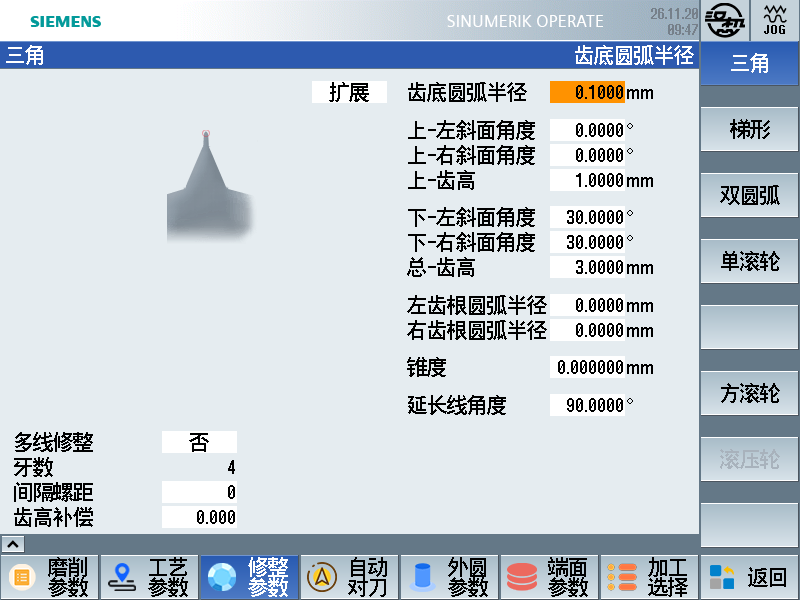 SIEMENS
SINUMERIK OPERATE
26.11.20
09:47
汉机
JOG
三角
齿底圆弧半径
三角
扩展
齿底圆弧半径 0.1000 mm
上-左斜面角度 0.0000 °
上-右斜面角度 0.0000 °
上-齿高 1.0000 mm
下-左斜面角度 30.0000 °
下-右斜面角度 30.0000 °
总-齿高 3.0000 mm
左齿根圆弧半径 0.0000 mm
右齿根圆弧半径 0.0000 mm
锥度 0.000000 mm
延长线角度 90.0000 °
多线修整 否
牙数 4
间隔螺距 0
齿高补偿 0.000
梯形
双圆弧
单滚轮
方滚轮
滚压轮
磨削
参数
工艺
参数
修整
参数
自动
对刀
外圆
参数
端面
参数
加工
选择
返回